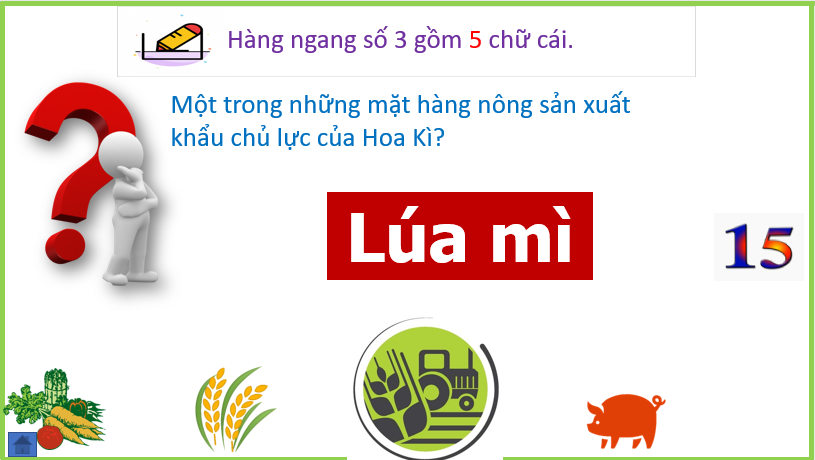 Hàng ngang số 3 gồm 5 chữ cái.
Một trong những mặt hàng nông sản xuất
khẩu chủ lực của Hoa Kì?
Lúa mì
15